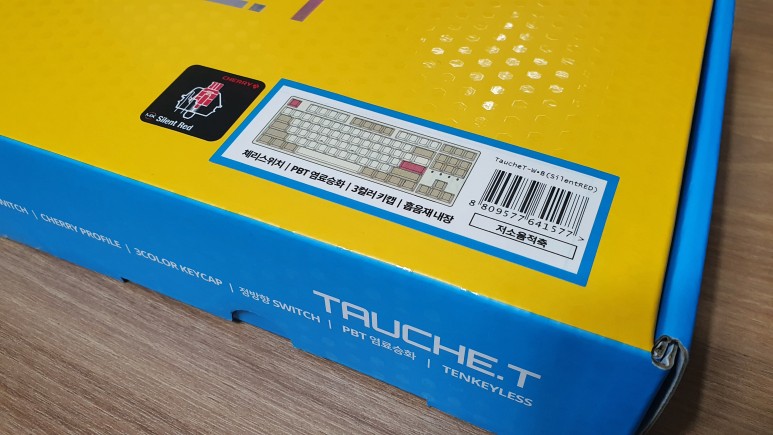 CHERRY
LUX Silent Red
체리스위치 | PBT 염료승화 | 3컬러 키캡 | 흡음재 내장
TaucheT-W•B(SilentRED)
8 809577 641577 >
저소음적축
SWITCH | CHERRY PROFILE | 3COLOR KEYCAP | 정방향 SWITCH | PBT 염료승화 | TENKEYLESS
TAUCHE.T